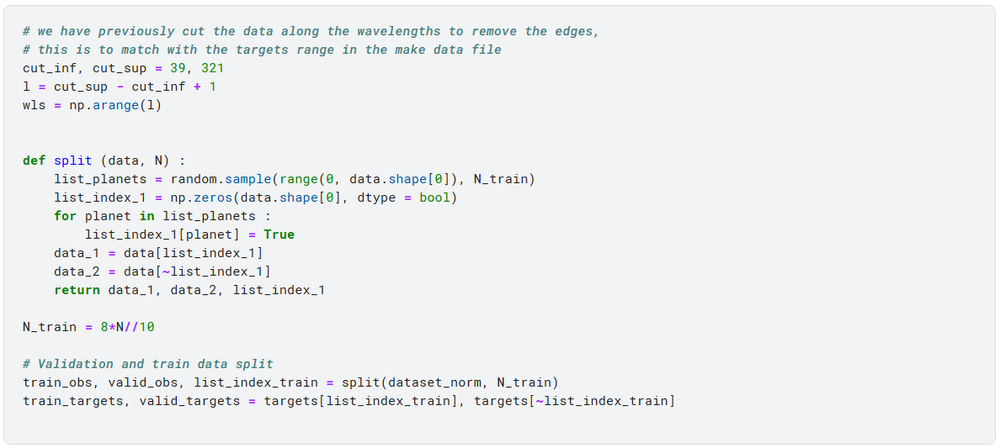 # we have previously cut the data along the wavelengths to remove the edges,
# this is to match with the targets range in the make data file
cut_inf, cut_sup = 39, 321
l = cut_sup - cut_inf + 1
wls = np.arange(l)
def split (data, N) :
    list_planets = random.sample(range(0, data.shape[0]), N_train)
    list_index_1 = np.zeros(data.shape[0], dtype = bool)
    for planet in list_planets :
        list_index_1[planet] = True
    data_1 = data[list_index_1]
    data_2 = data[~list_index_1]
    return data_1, data_2, list_index_1
N_train = 8*N//10
# Validation and train data split
train_obs, valid_obs, list_index_train = split(dataset_norm, N_train)
train_targets, valid_targets = targets[list_index_train], targets[~list_index_train]